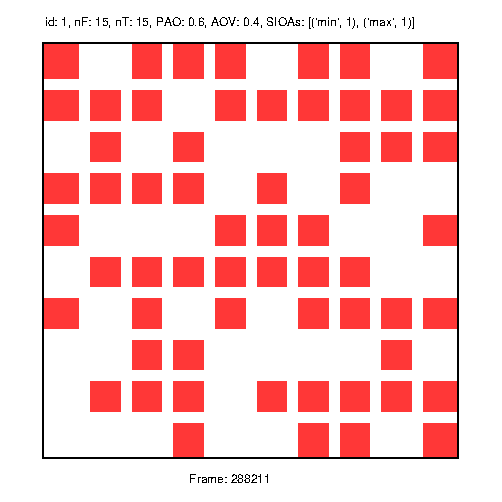 id: 1, nF: 15, nT: 15, PAO: 0.6, AOV: 0.4, SIOAs: [('min', 1), ('max', 1)]
Frame: 288211